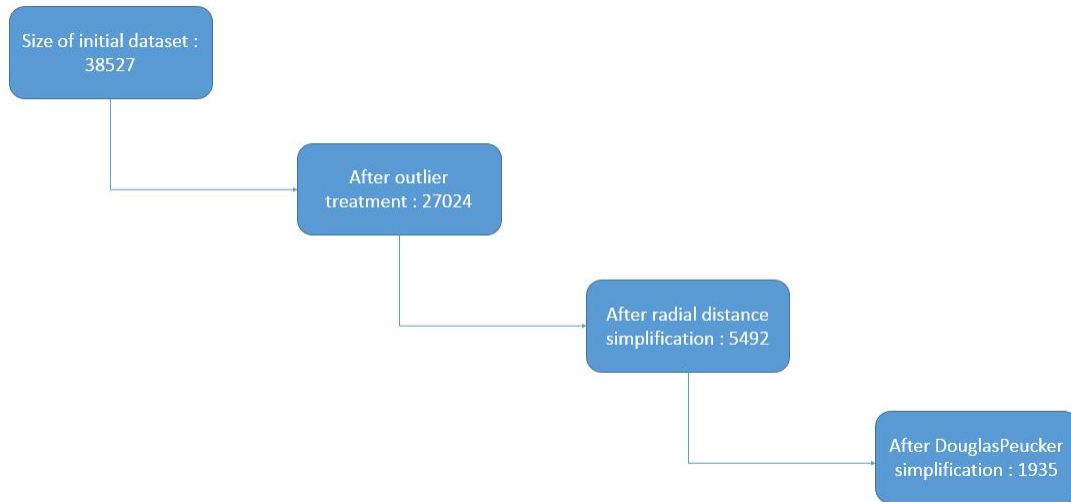 Size of initial dataset :
38527
After outlier
treatment : 27024
After radial distance
simplification : 5492
After DouglasPeucker
simplification : 1935